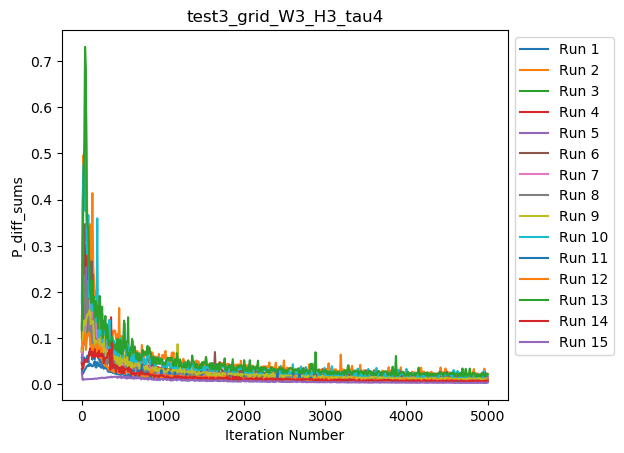 test3_grid_W3_H3_tau4
P_diff_sums
0.7
0.6
0.5
0.4
0.3
0.2
0.1
0.0
0
1000
2000
3000
4000
5000
Iteration Number
Run 1
Run 2
Run 3
Run 4
Run 5
Run 6
Run 7
Run 8
Run 9
Run 10
Run 11
Run 12
Run 13
Run 14
Run 15